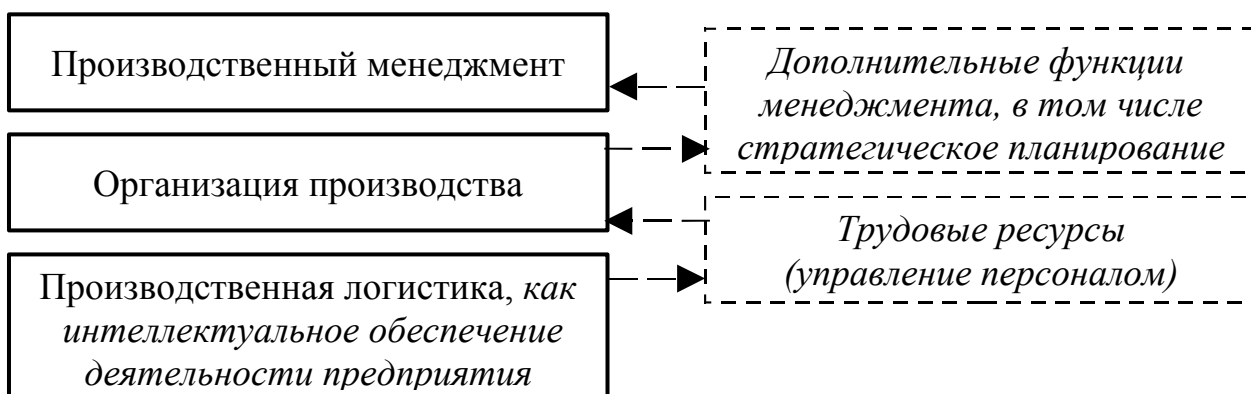 Производственный менеджмент
Организация производства
Производственная логистика, как
интеллектуальное обеспечение
деятельности предприятия
Дополнительные функции
менеджмента, в том числе
стратегическое планирование
Трудовые ресурсы
(управление персоналом)